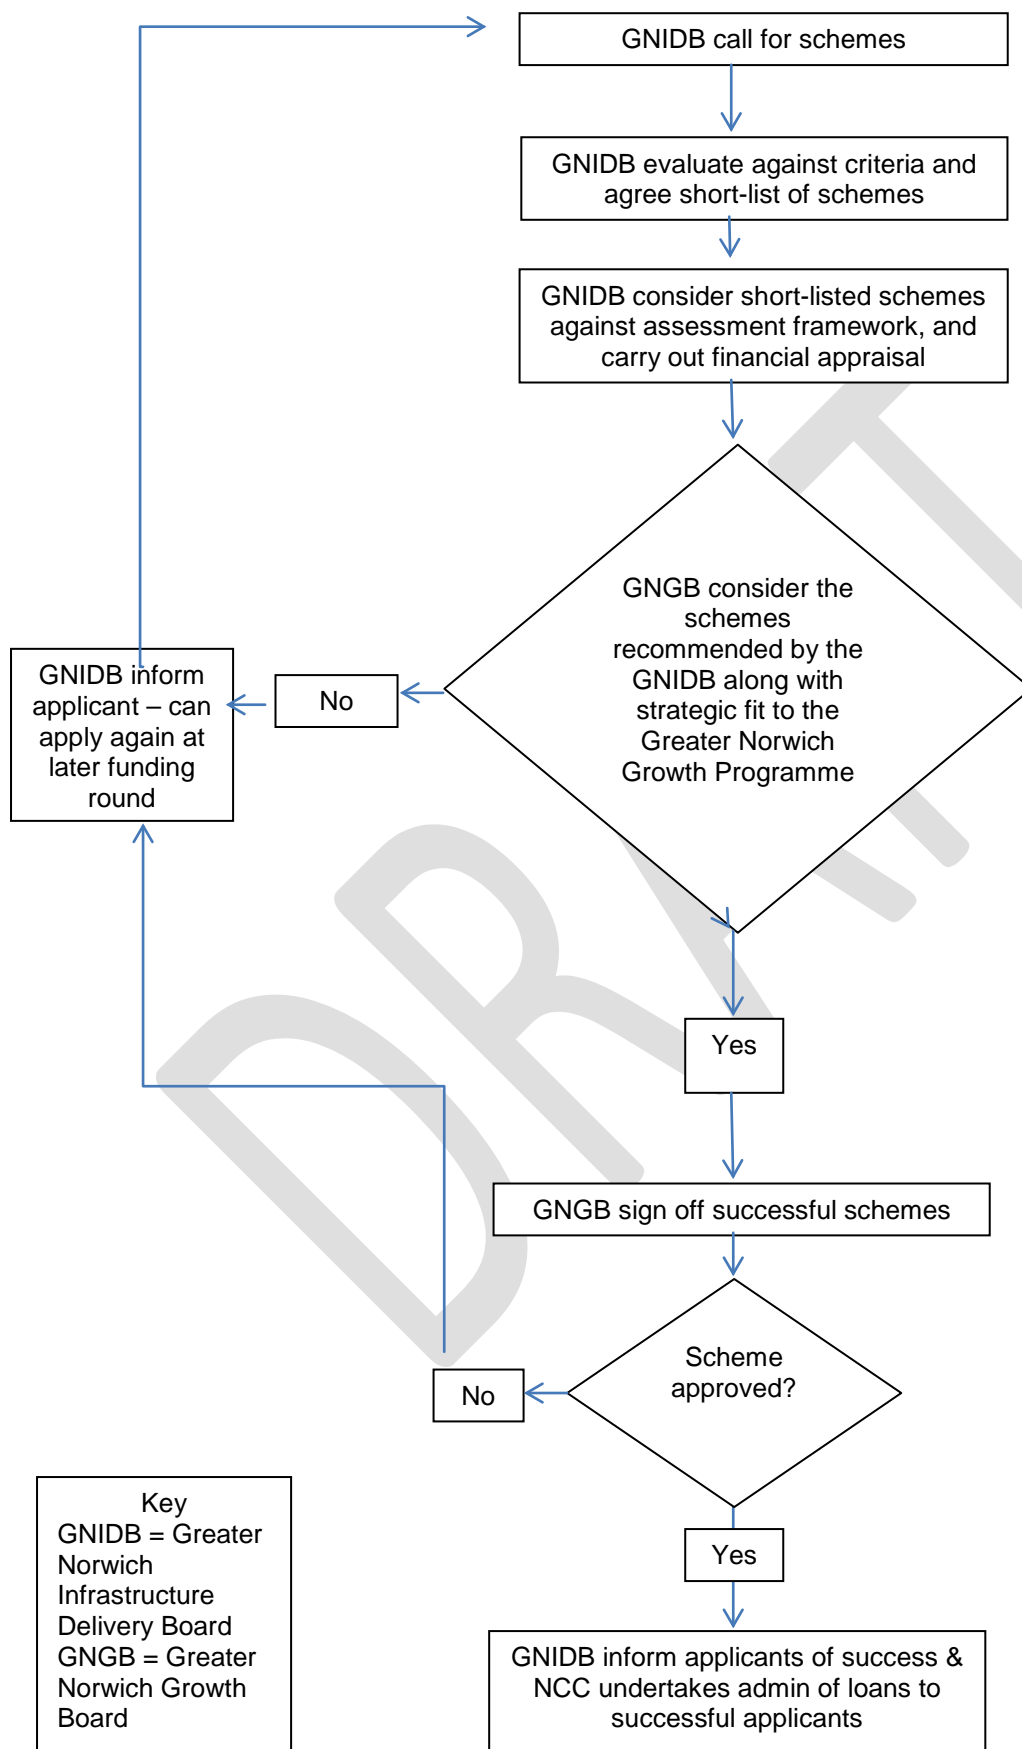 GNIDB call for schemes
GNIDB evaluate against criteria and
agree short-list of schemes
GNIDB consider short-listed schemes
against assessment framework, and
carry out financial appraisal
GNGB consider the
schemes
recommended by the
GNIDB along with
strategic fit to the
Greater Norwich
Growth Programme
No
GNIDB inform
applicant – can
apply again at
later funding
round
Yes
GNGB sign off successful schemes
Scheme
approved?
No
Yes
GNIDB inform applicants of success &
NCC undertakes admin of loans to
successful applicants
Key
GNIDB = Greater
Norwich
Infrastructure
Delivery Board
GNGB = Greater
Norwich Growth
Board
DRAFT